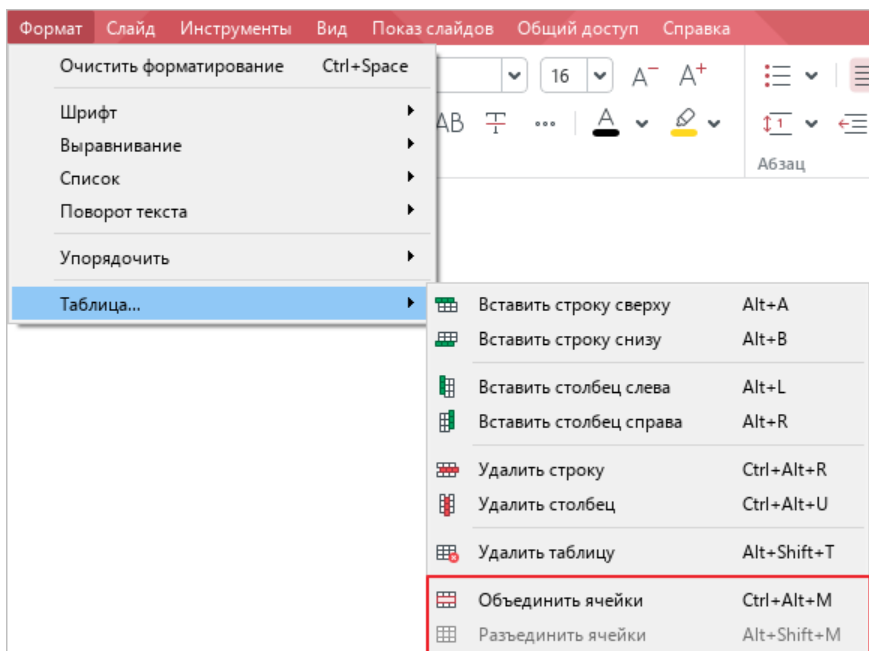 Формат Слайд Инструменты Вид Показ слайдов Общий доступ Справка
Очистить форматирование Ctrl+Space
16 A⁻ A⁺
Шрифт
AB T ... A
Выравнивание
Абзац
Список
Поворот текста
Упорядочить
Таблица...
Вставить строку сверху Alt+A
Вставить строку снизу Alt+B
Вставить столбец слева Alt+L
Вставить столбец справа Alt+R
Удалить строку Ctrl+Alt+R
Удалить столбец Ctrl+Alt+U
Удалить таблицу Alt+Shift+T
Объединить ячейки Ctrl+Alt+M
Разъединить ячейки Alt+Shift+M